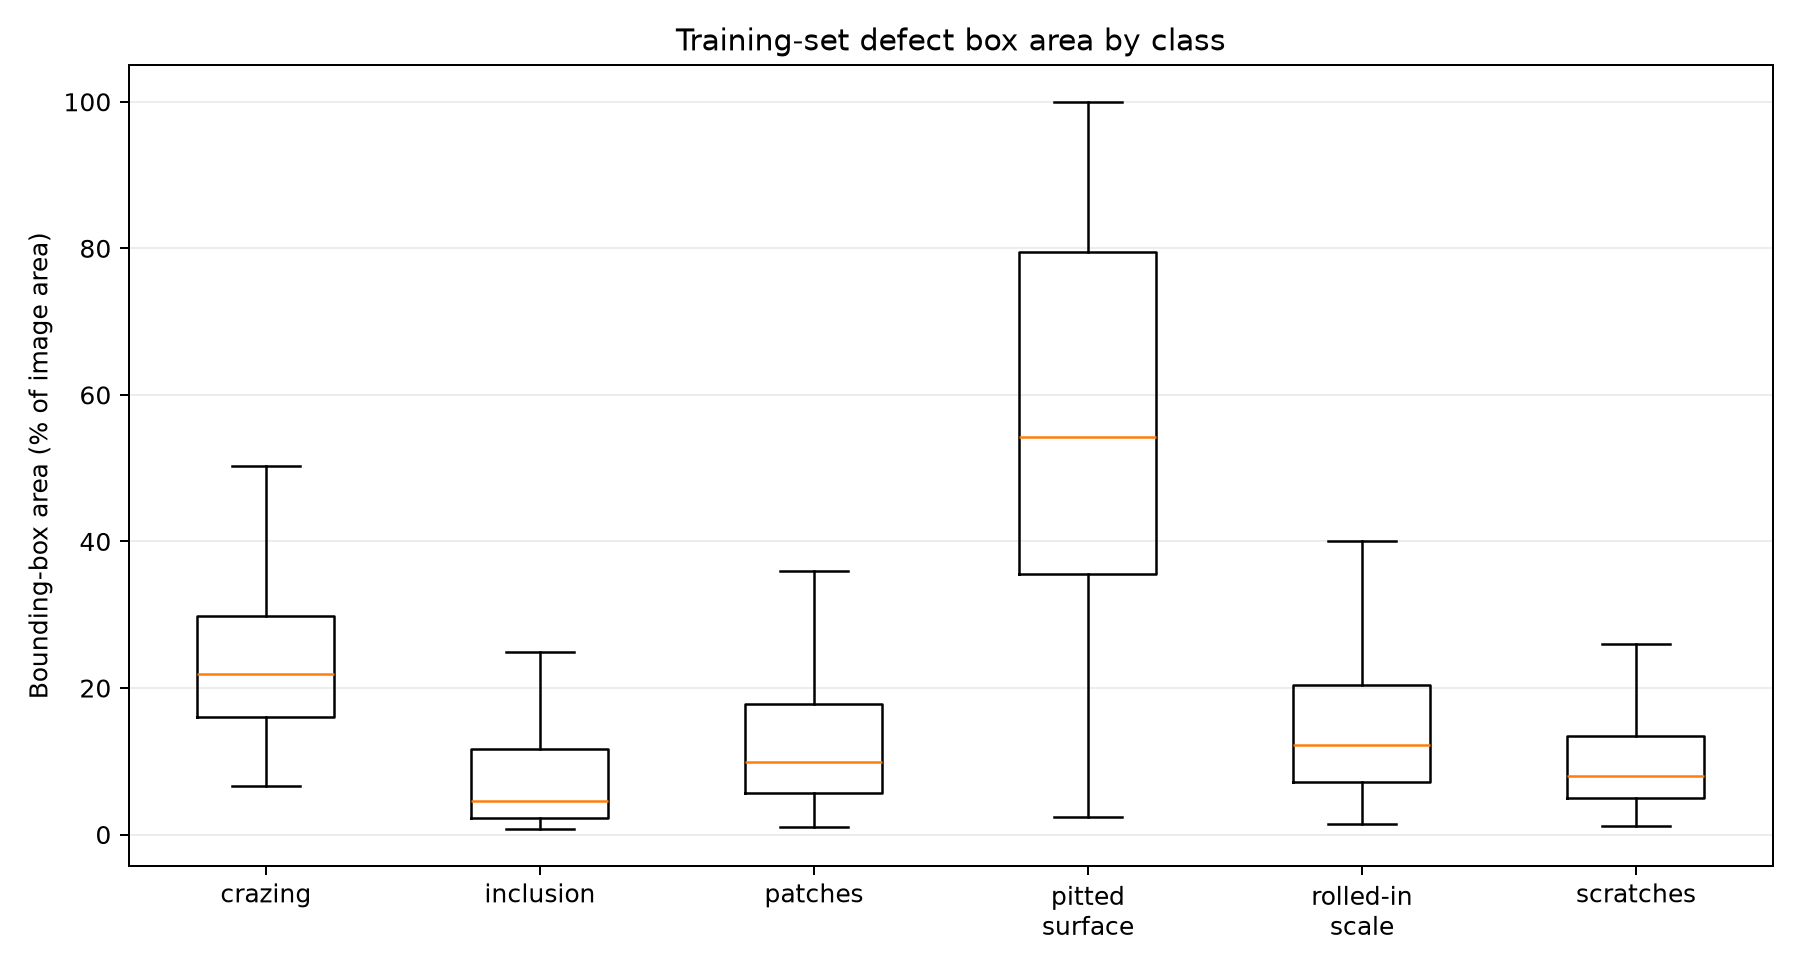 Training-set defect box area by class
Bounding-box area (% of image area)
100
80
60
40
20
0
crazing
inclusion
patches
pitted
surface
rolled-in
scale
scratches